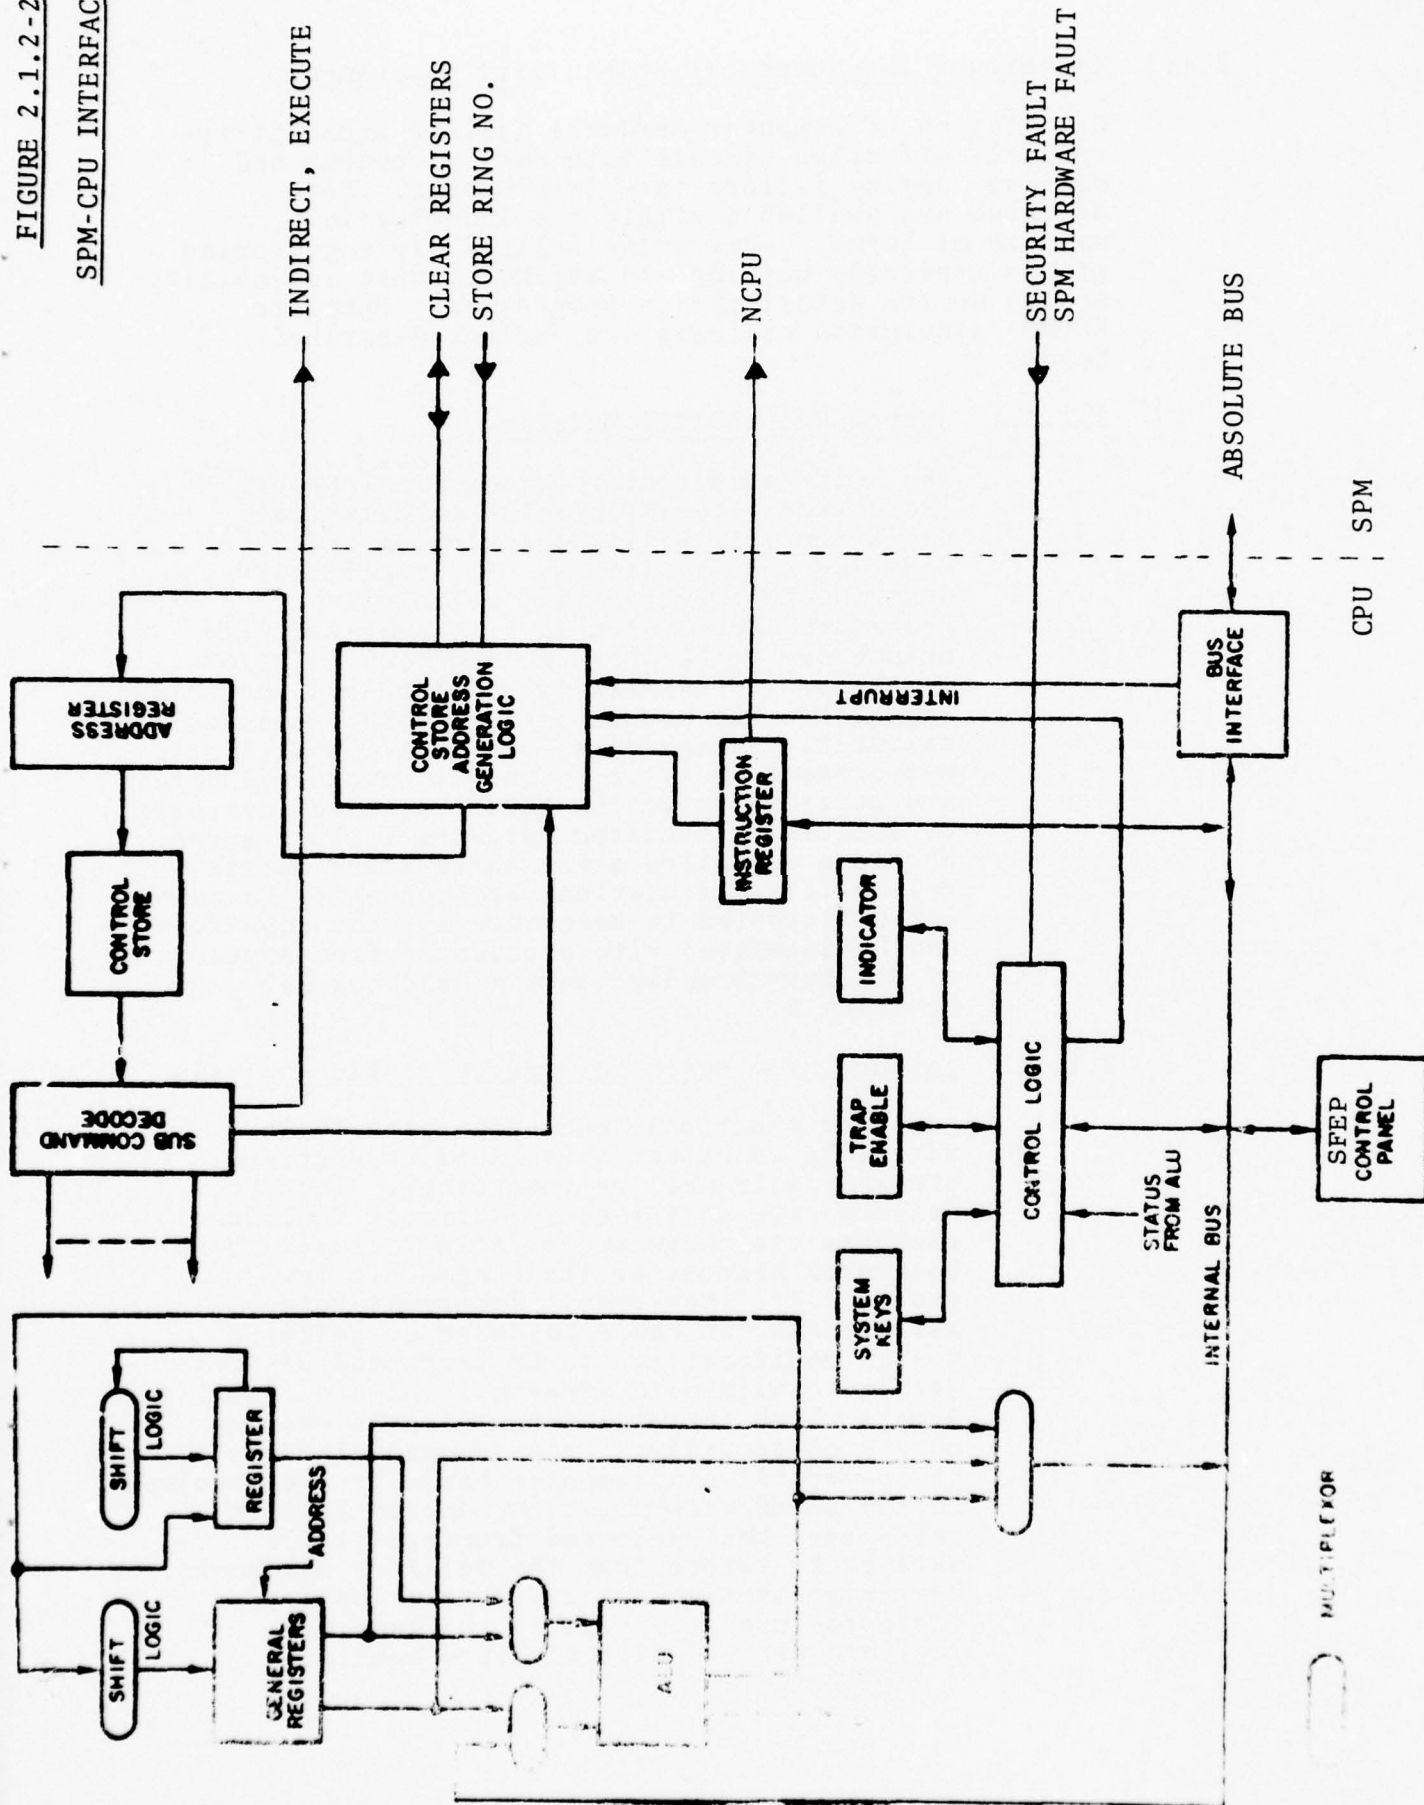 FIGURE 2.1.2-2
SPM-CPU INTERFAC
INDIRECT, EXECUTE
CLEAR REGISTERS
STORE RING NO.
NCPU
SECURITY FAULT
SPM HARDWARE FAULT
ABSOLUTE BUS
CPU
SPM
ADDRESS
REGISTER
CONTROL
STORE
SUB COMMAND
DECODE
CONTROL
STORE
ADDRESS
GENERATION
LOGIC
INTERRUPT
BUS
INTERFACE
INSTRUCTION
REGISTER
INDICATOR
TRAP
ENABLE
SYSTEM
KEYS
CONTROL LOGIC
STATUS
FROM ALU
INTERNAL BUS
SFEP
CONTROL
PANEL
SHIFT
LOGIC
REGISTER
ADDRESS
SHIFT
LOGIC
GENERAL
REGISTERS
ALU
MULTIPLEXOR